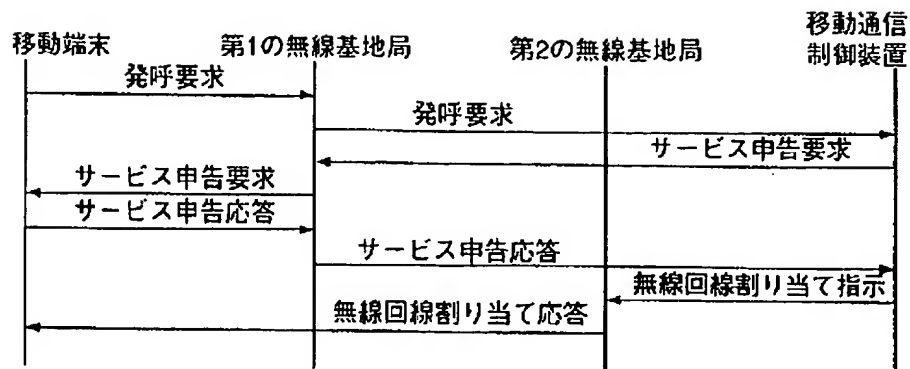 移動端末
第1の無線基地局
第2の無線基地局
移動通信
制御装置
発呼要求
発呼要求
サービス申告要求
サービス申告要求
サービス申告応答
サービス申告応答
無線回線割り当て指示
無線回線割り当て応答